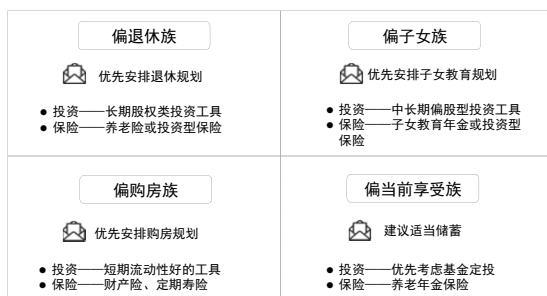 偏退休族
优先安排退休规划
● 投资——长期股权类投资工具
● 保险——养老险或投资型保险
偏子女族
优先安排子女教育规划
● 投资——中长期偏股型投资工具
● 保险——子女教育年金或投资型
保险
偏购房族
优先安排购房规划
● 投资——短期流动性好的工具
● 保险——财产险、定期寿险
偏当前享受族
建议适当储蓄
● 投资——优先考虑基金定投
● 保险——养老年金保险